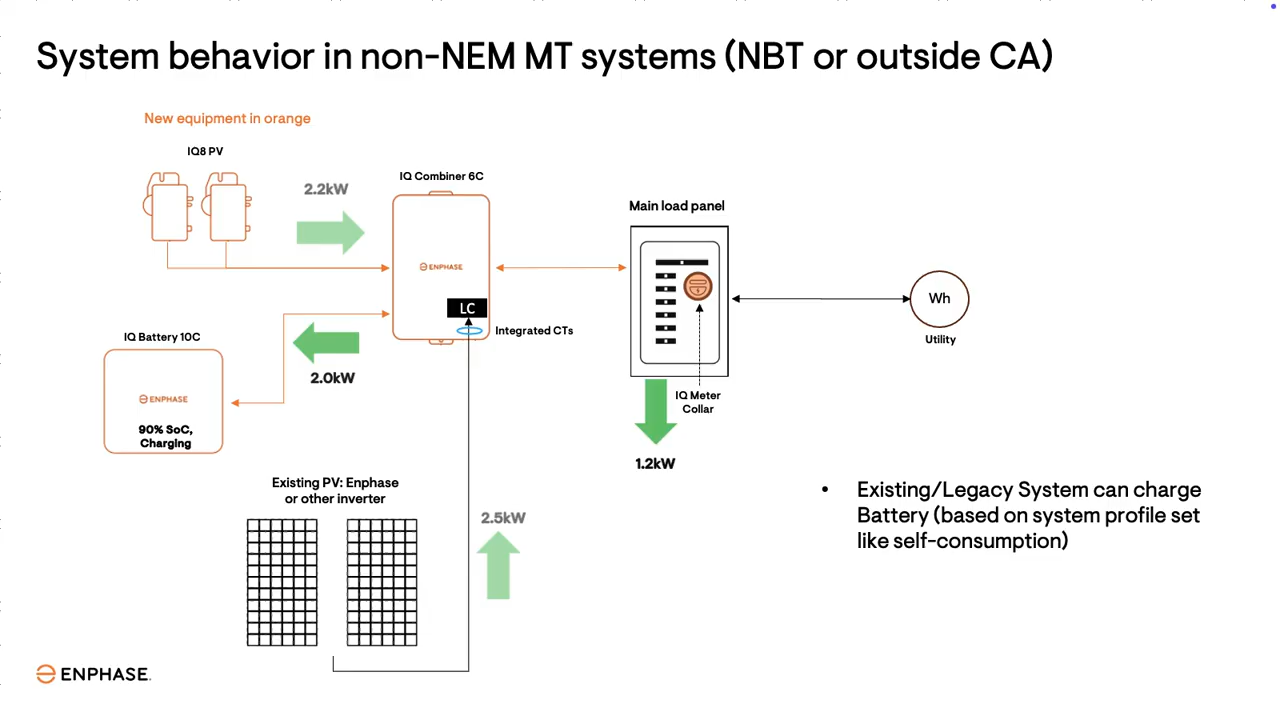 System behavior in non-NEM MT systems (NBT or outside CA)
New equipment in orange
IQ8 PV
2.2kW
IQ Combiner 6C
ENPHASE
LC
Integrated CTs
Main load panel
Wh
Utility
IQ Battery 10C
ENPHASE
90% SoC,
Charging
2.0kW
IQ Meter
Collar
1.2kW
Existing PV: Enphase
or other inverter
2.5kW
• Existing/Legacy System can charge
Battery (based on system profile set
like self-consumption)
ENPHASE.